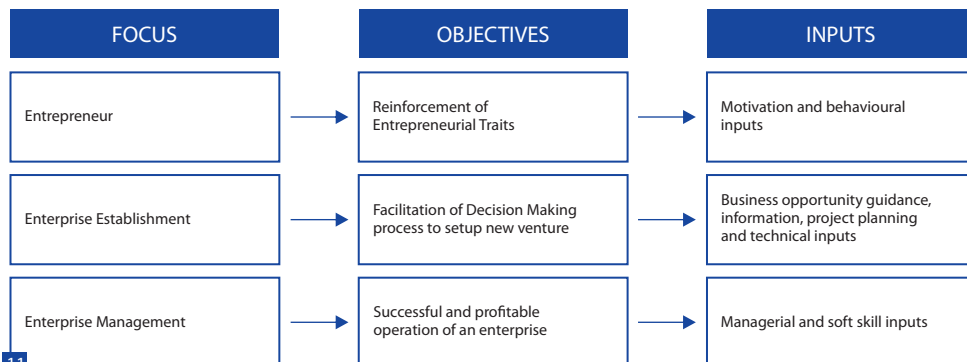 FOCUS
OBJECTIVES
INPUTS
Entrepreneur
Reinforcement of
Entrepreneurial Traits
Motivation and behavioural
inputs
Enterprise Establishment
Facilitation of Decision Making
process to setup new venture
Business opportunity guidance,
information, project planning
and technical inputs
Enterprise Management
Successful and profitable
operation of an enterprise
Managerial and soft skill inputs